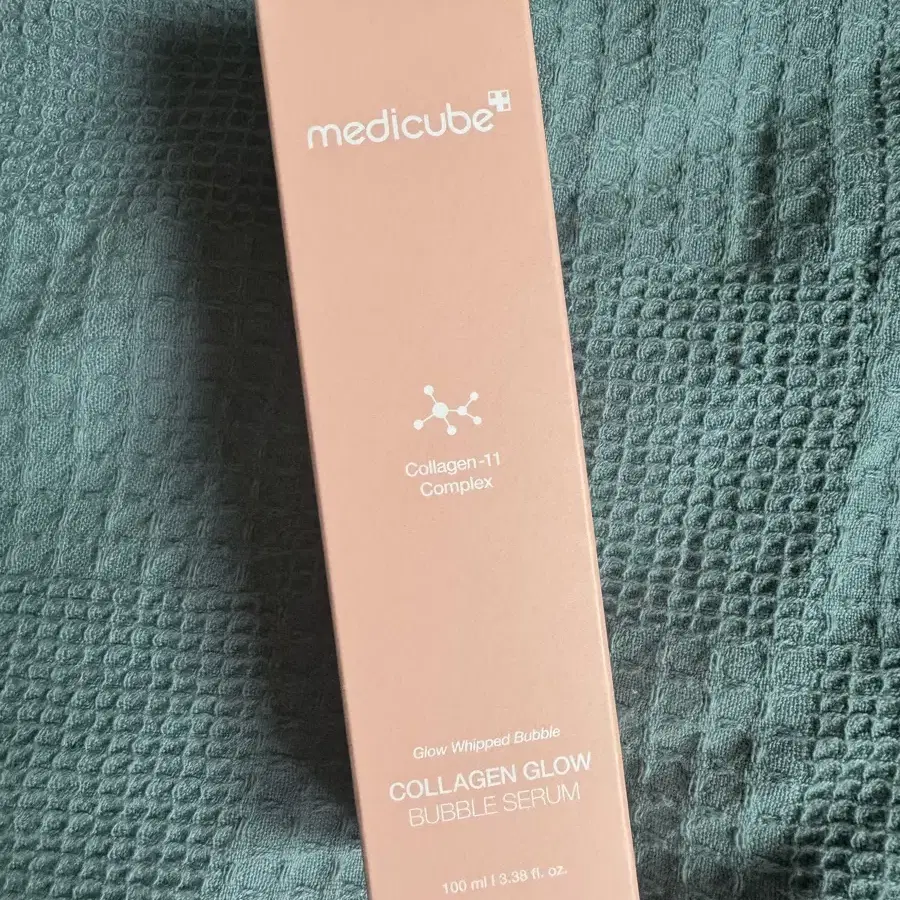 medicube
Collagen-11
Complex
Glow Whipped Bubble
COLLAGEN GLOW
BUBBLE SERUM
100 ml | 3.38 fl. oz.